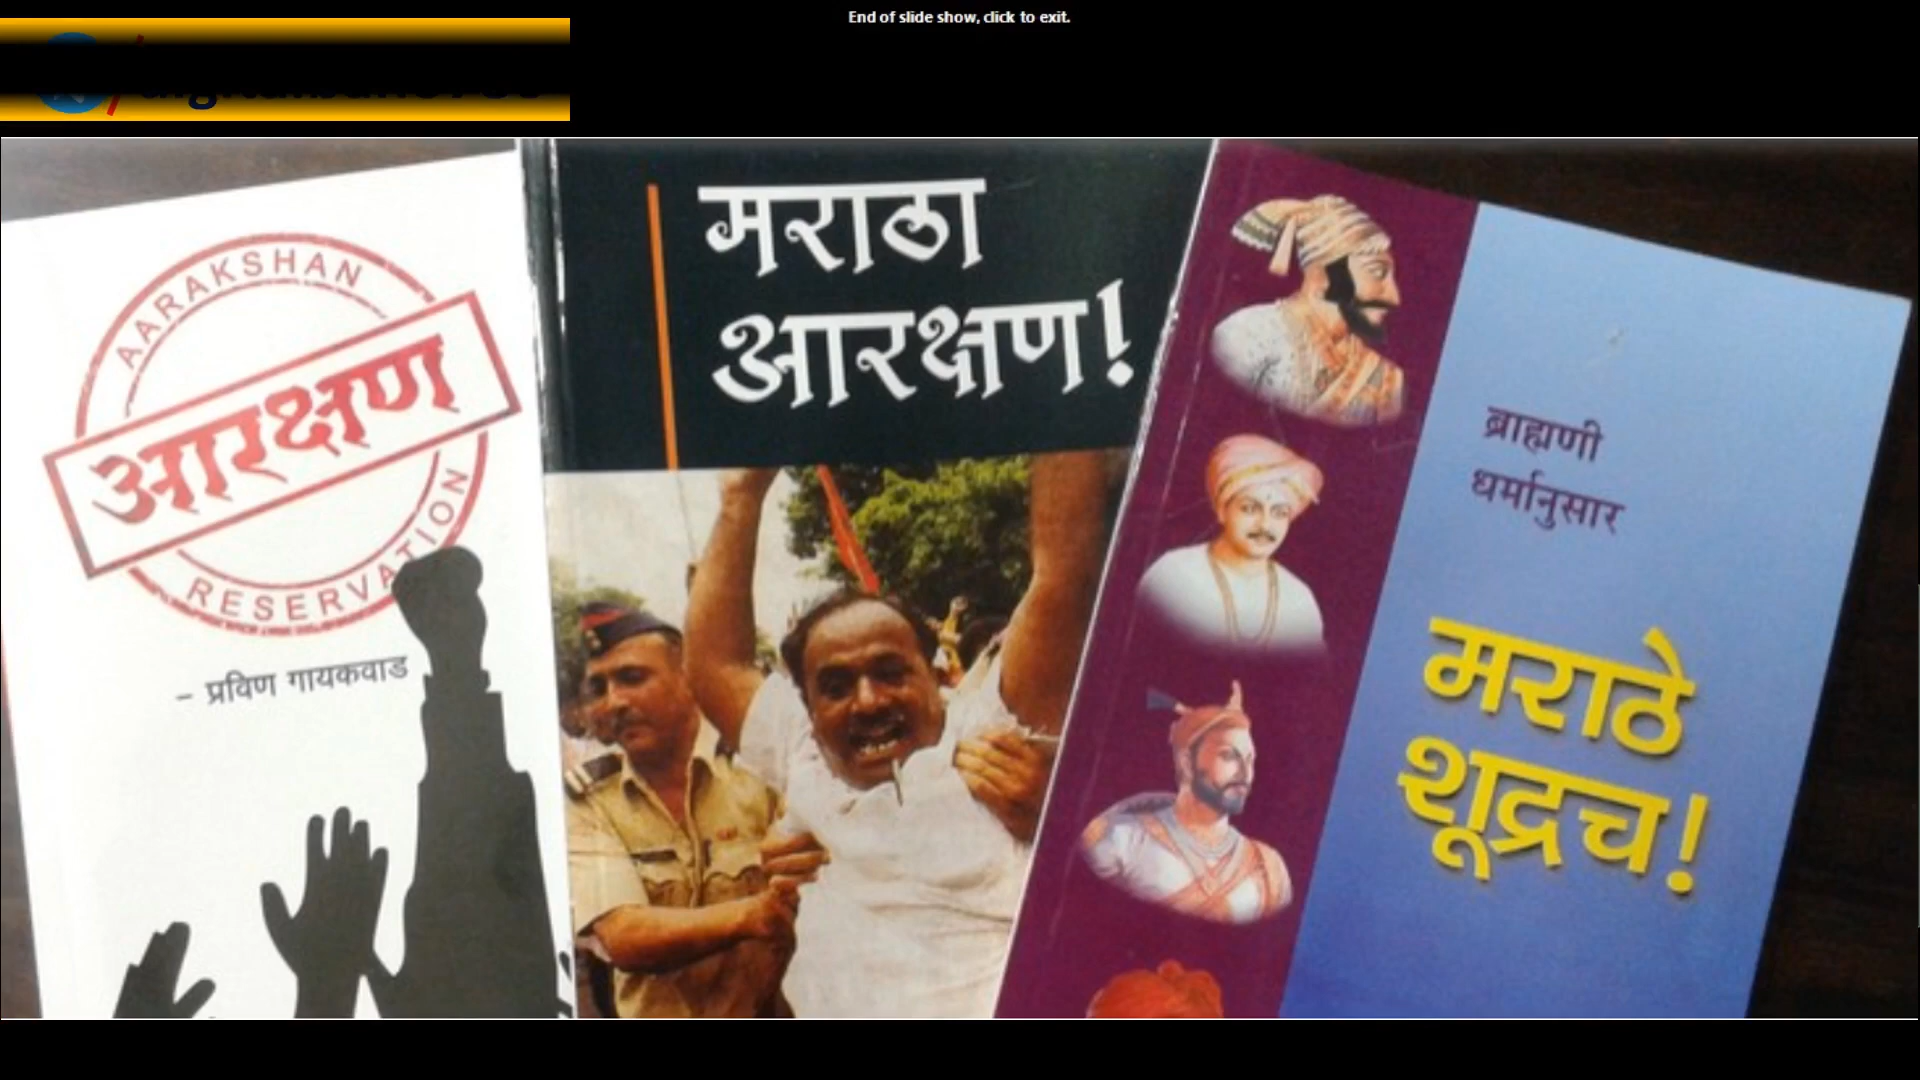 End of slide show, click to exit.
AARAKSHAN
आरक्षण
RESERVATION
– प्रविण गायकवाड
मराठा
आरक्षण!
ब्राह्मणी
धर्मानुसार
मराठे
शूद्रच!